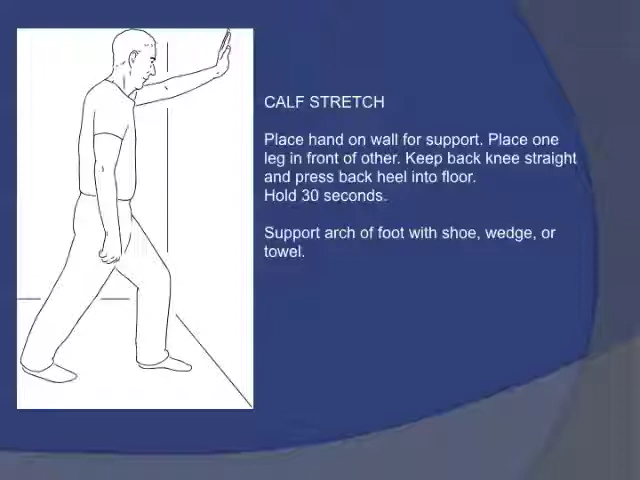 CALF STRETCH
Place hand on wall for support. Place one
leg in front of other. Keep back knee straight
and press back heel into floor.
Hold 30 seconds.
Support arch of foot with shoe, wedge, or
towel.